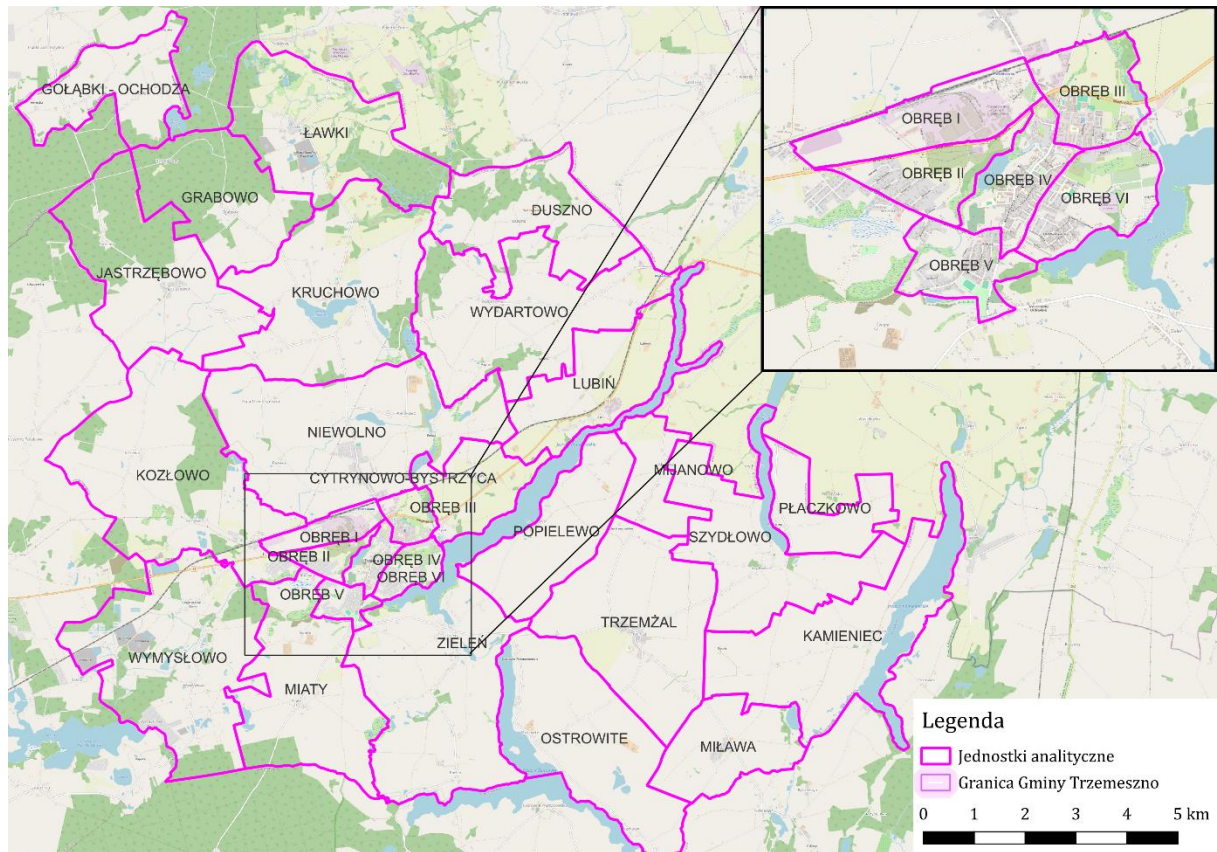 GOŁĄBKI - OCHODZA
ŁAWKI
GRABOWO
DUSZNO
JASTRZĘBOWO
KRUCHOWO
WYDARTOWO
LUBIŃ
NIEWOLNO
KOZŁOWO
CYTRYNOWO-BYSTRZYCA
MIJANOWO
PŁACZKOWO
OBRĘB III
OBRĘB I
POPIELEWO
SZYDŁOWO
OBRĘB II
OBRĘB IV
OBRĘB VI
OBRĘB V
TRZEMŻAL
ZIELEŃ
KAMIENIEC
WYMYSŁOWO
MIATY
OSTROWITE
MIŁAWA
OBRĘB III
OBRĘB I
OBRĘB II
OBRĘB IV
OBRĘB VI
OBRĘB V
Legenda
Jednostki analityczne
Granica Gminy Trzemeszno
0 1 2 3 4 5 km